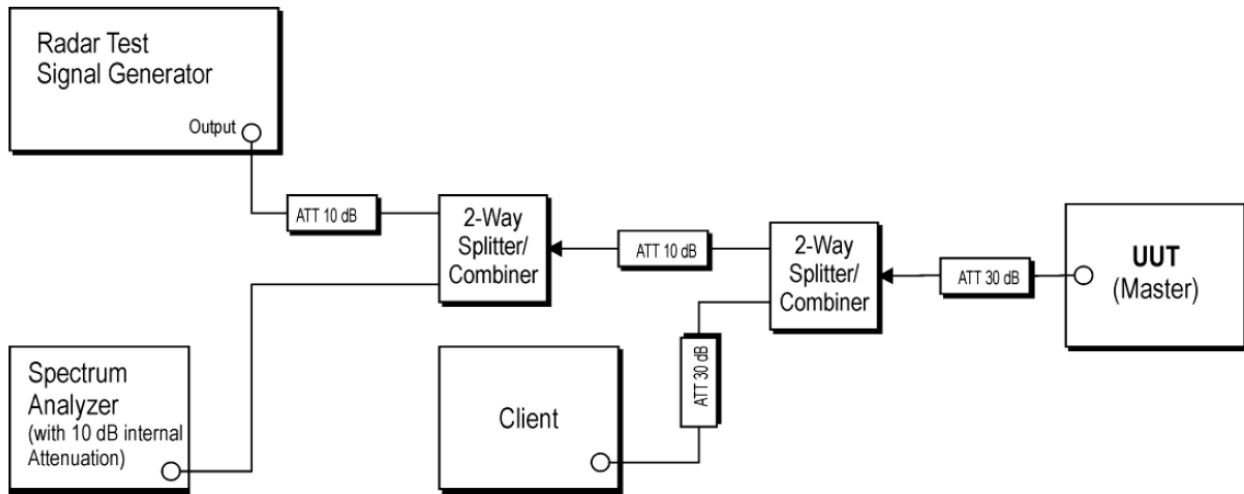 Radar Test
Signal Generator
Output
ATT 10 dB
2-Way
Splitter/
Combiner
ATT 10 dB
2-Way
Splitter/
Combiner
ATT 30 dB
UUT
(Master)
ATT 30 dB
Spectrum
Analyzer
(with 10 dB internal
Attenuation)
Client